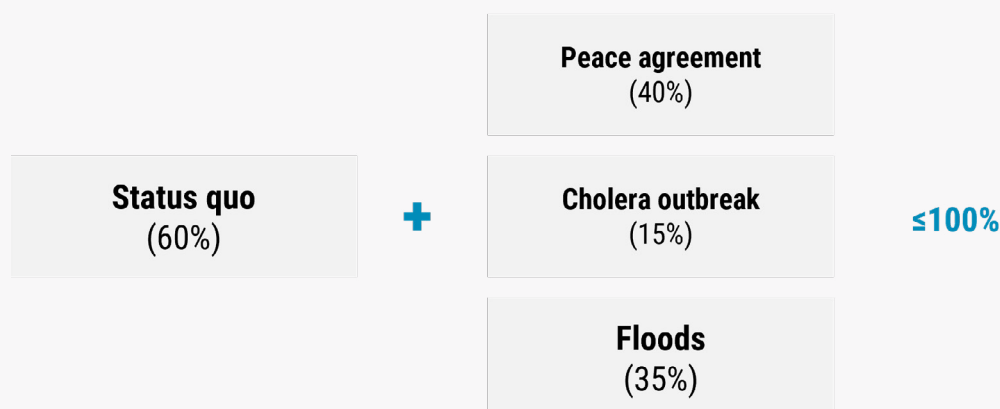 Peace agreement
(40%)
Status quo
(60%)
+
Cholera outbreak
(15%)
≤100%
Floods
(35%)